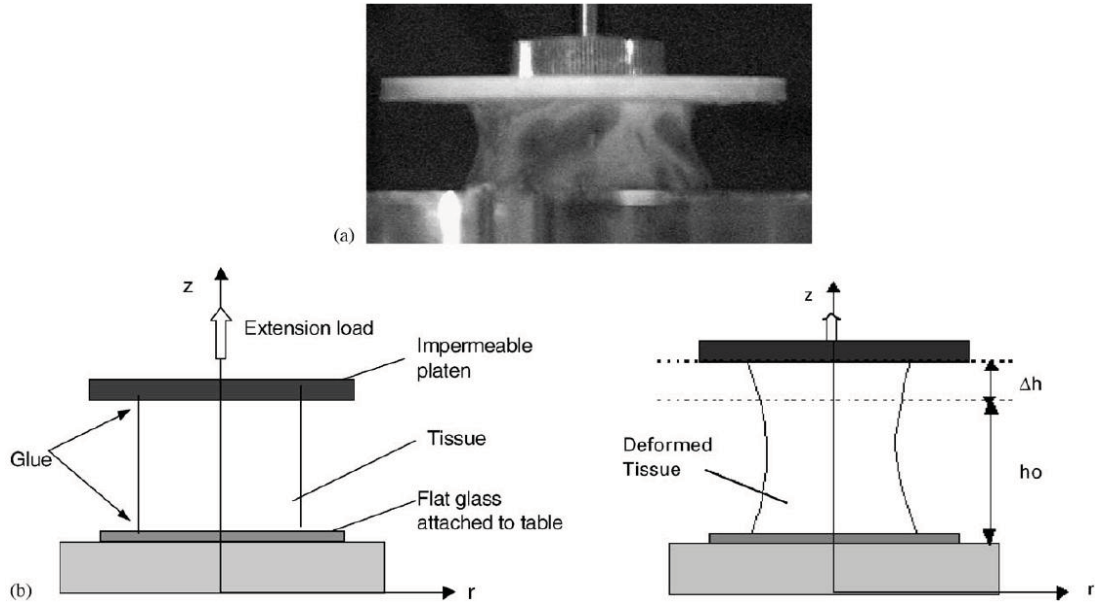 (a)
z
Extension load
Impermeable
platen
Glue
Tissue
Flat glass
attached to table
(b)
r
z
Δh
Deformed
Tissue
ho
r